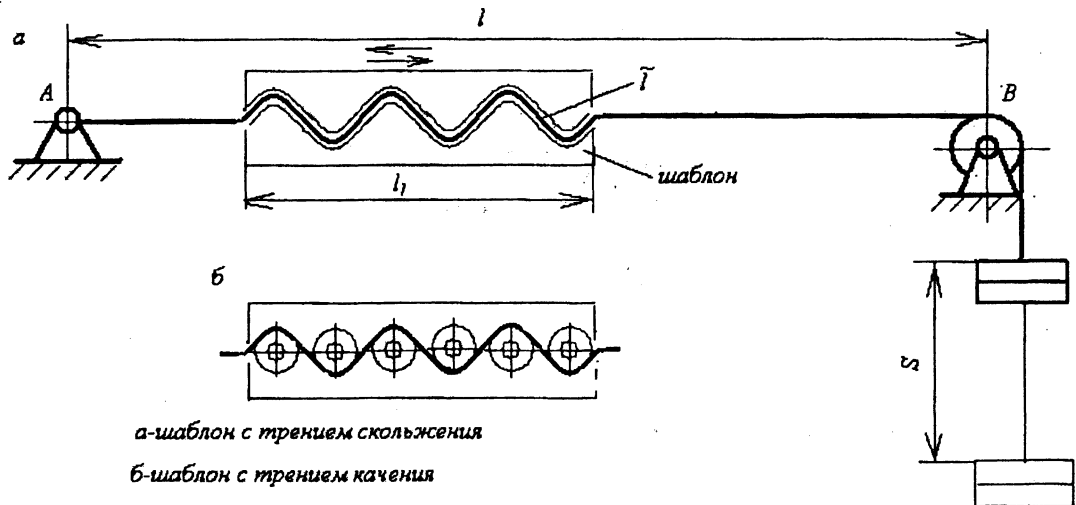 а
l
A
l̃
B
шаблон
l₁
S
б
а-шаблон с трением скольжения
б-шаблон с трением качения